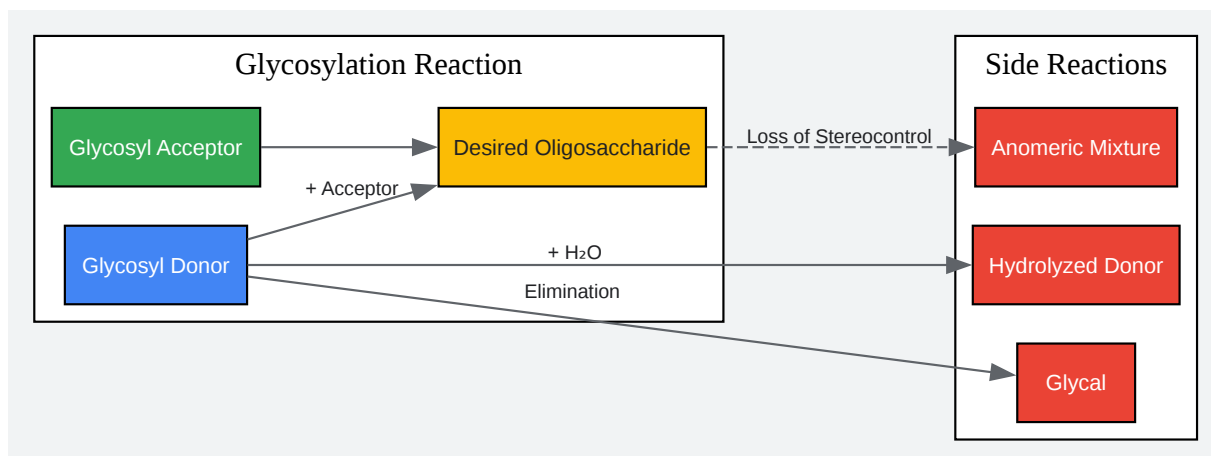 Glycosylation Reaction
Side Reactions
Glycosyl Acceptor
Desired Oligosaccharide
Loss of Stereocontrol
Anomeric Mixture
+ Acceptor
Glycosyl Donor
+ H₂O
Hydrolyzed Donor
Elimination
Glycal